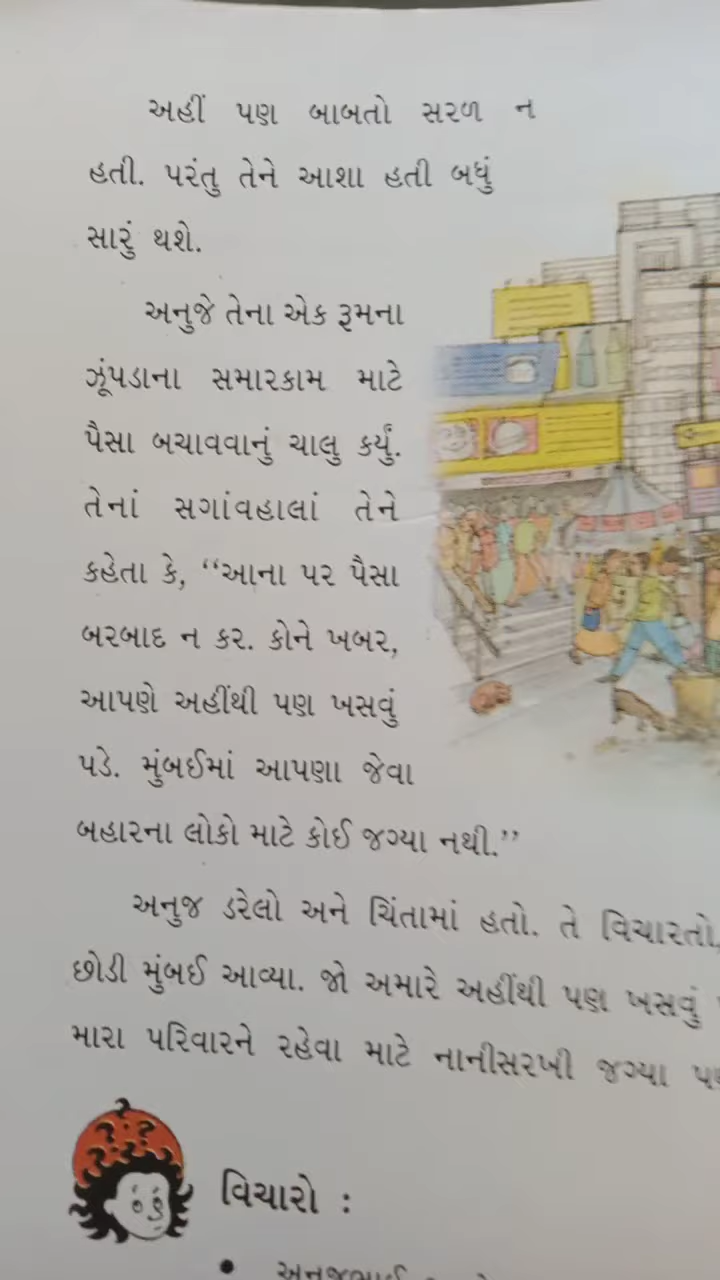 અહીં પણ બાબતો સરળ ન
હતી. પરંતુ તેને આશા હતી બધું
સારું થશે.
અનુજે તેના એક રૂમના
ઝૂંપડાના સમારકામ માટે
પૈસા બચાવવાનું ચાલુ કર્યું.
તેનાં સગાંવહાલાં તેને
કહેતા કે, “આના પર પૈસા
બરબાદ ન કર. કોને ખબર,
આપણે અહીંથી પણ ખસવું
પડે. મુંબઈમાં આપણા જેવા
બહારના લોકો માટે કોઈ જગ્યા નથી.”
અનુજ ડરેલો અને ચિંતામાં હતો. તે વિચારતો,
છોડી મુંબઈ આવ્યા. જો અમારે અહીંથી પણ ખસવું
મારા પરિવારને રહેવા માટે નાનીસરખી જગ્યા
વિચારો :